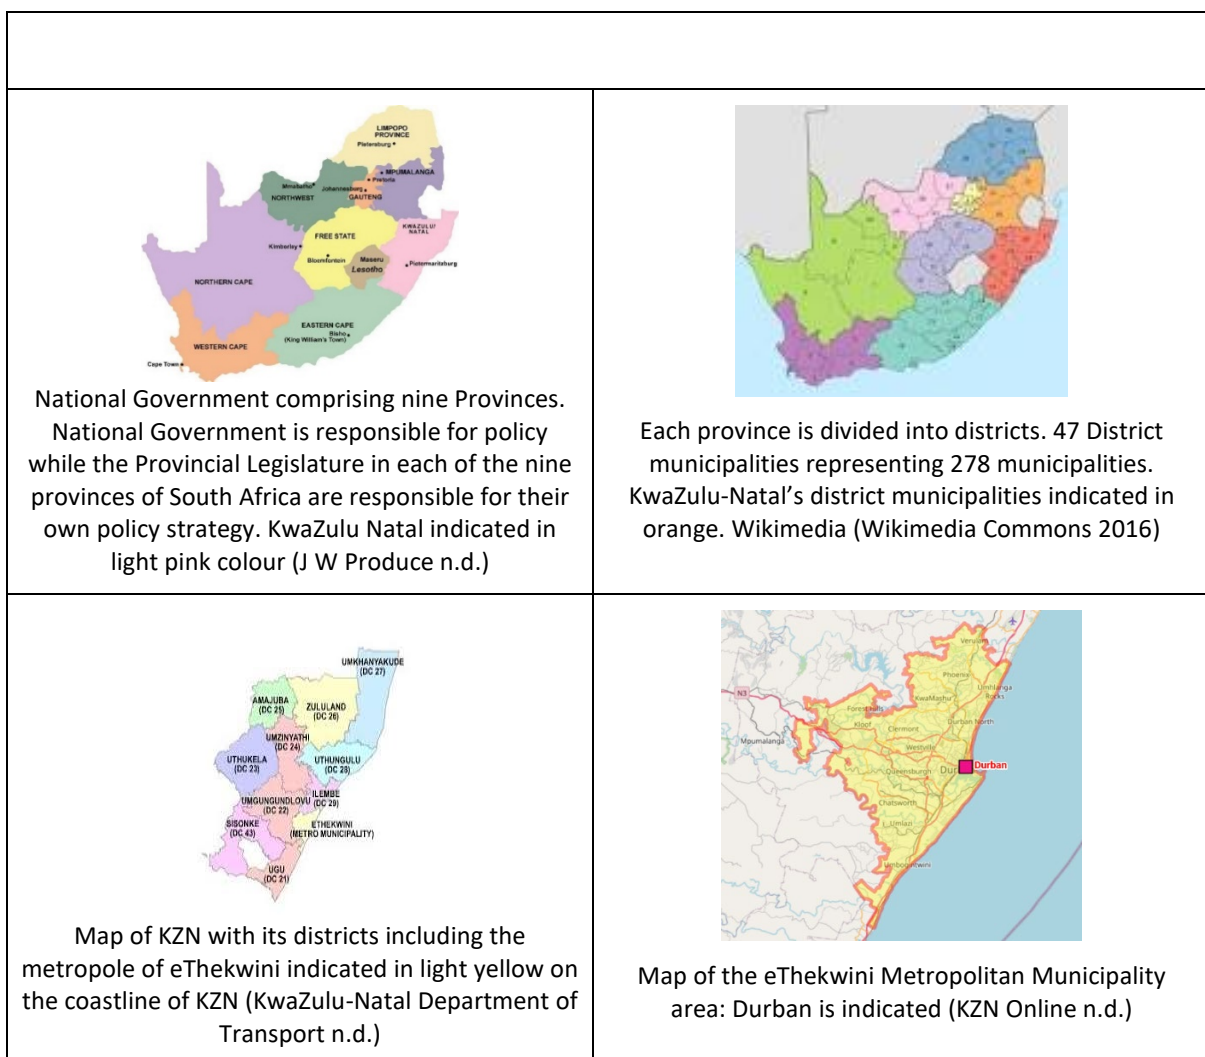 LIMPOPO
PROVINCE
Pietersburg
MPUMALANGA
Pretoria
Mmabatho
Johannesburg
NORTHWEST
GAUTENG
KWAZULU/
NATAL
FREE STATE
Kimberley
Bloomfontein
Maseru
Lesotho
Pietermaritzburg
NORTHERN CAPE
EASTERN CAPE
Bisho
(King William's Town)
WESTERN CAPE
Cape Town
National Government comprising nine Provinces.
National Government is responsible for policy
while the Provincial Legislature in each of the nine
provinces of South Africa are responsible for their
own policy strategy. KwaZulu Natal indicated in
light pink colour (J W Produce n.d.)
Each province is divided into districts. 47 District
municipalities representing 278 municipalities.
KwaZulu-Natal’s district municipalities indicated in
orange. Wikimedia (Wikimedia Commons 2016)
UMKHANYAKUDE
(DC 27)
AMAJUBA
(DC 25)
ZULULAND
(DC 26)
UMZINYATHI
(DC 24)
UTHUKELA
(DC 23)
UTHUNGULU
(DC 28)
ILEMBE
(DC 29)
UMGUNGUNDLOVU
(DC 22)
SISONKE
(DC 43)
ETHEKWINI
(METRO MUNICIPALITY)
UGU
(DC 21)
Map of KZN with its districts including the
metropole of eThekwini indicated in light yellow on
the coastline of KZN (KwaZulu-Natal Department of
Transport n.d.)
Verulam
Phoenix
Umhlanga
Rocks
N3
KwaMashu
Forest Hills
Kloof
Clermont
Durban North
Mpumalanga
Westville
Queensburgh
Durban
Chatsworth
Umlazi
Map of the eThekwini Metropolitan Municipality
area: Durban is indicated (KZN Online n.d.)